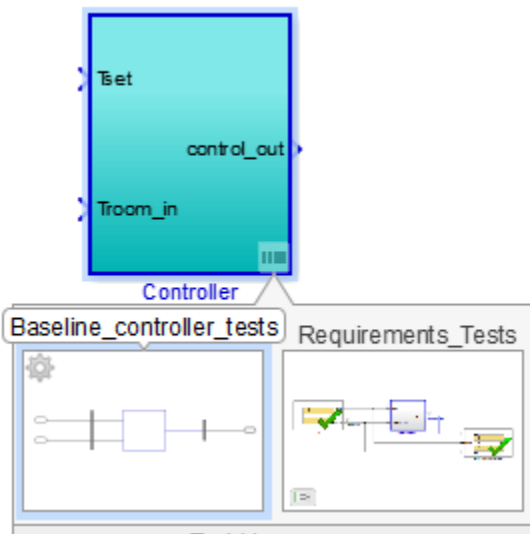 Tset
control_out
Troom_in
Controller
Baseline_controller_tests
Requirements_Tests